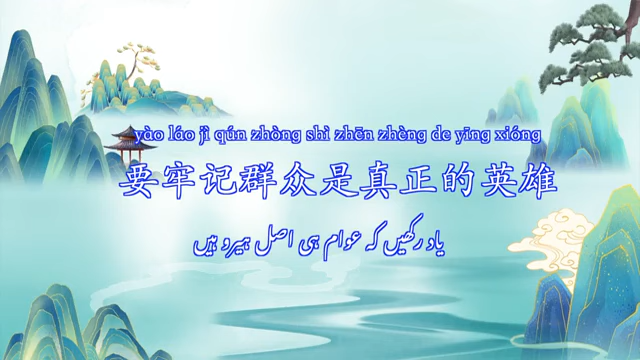 yào láo jì qún zhòng shì zhēn zhèng de yīng xióng
要牢记群众是真正的英雄
یاد رکھیں کہ عوام ہی اصل ہیرو ہیں